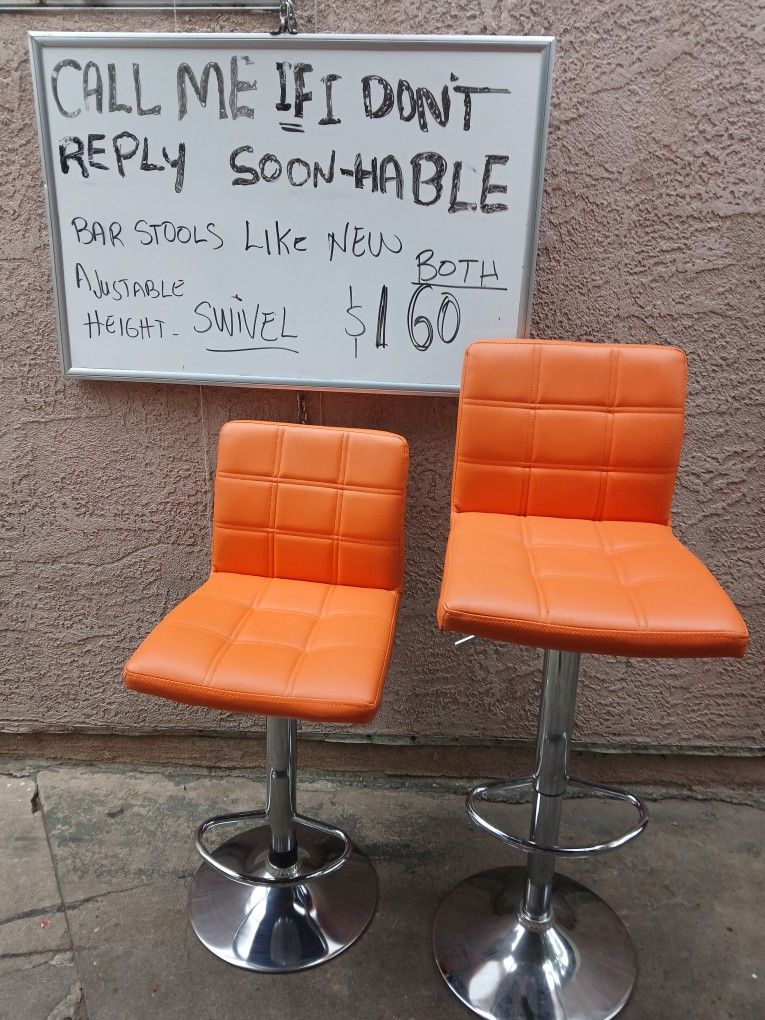 CALL ME IF I DON'T
REPLY SOON-HABLE
BAR STOOLS LIKE NEW
AJUSTABLE
HEIGHT- SWIVEL
BOTH
$160